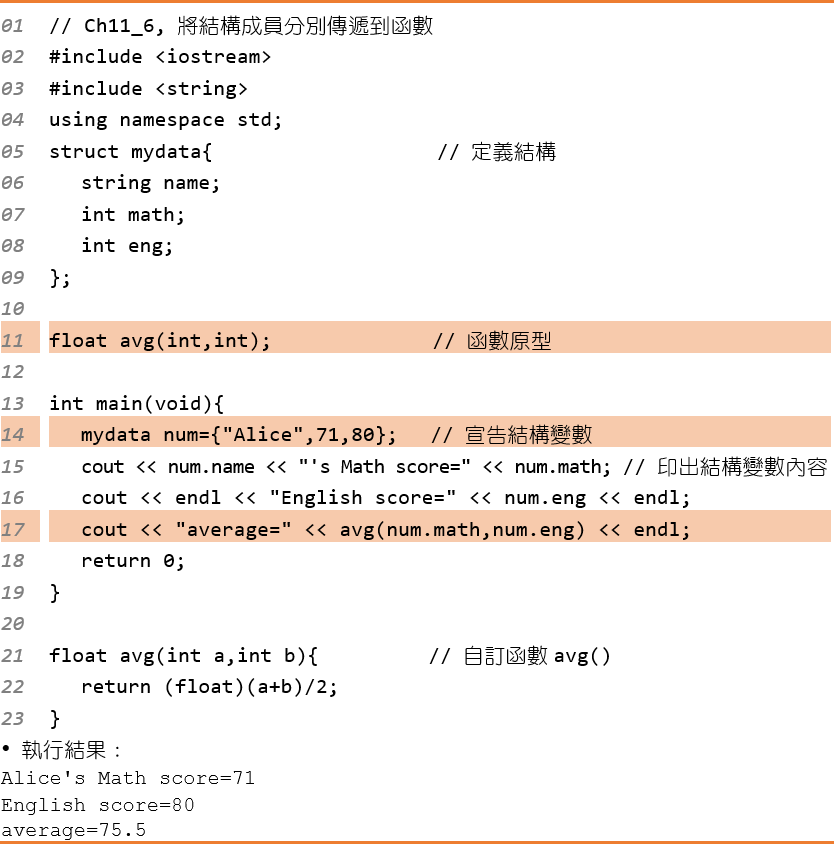 01 // Ch11_6, 將結構成員分別傳遞到函數
02 #include <iostream>
03 #include <string>
04 using namespace std;
05 struct mydata{ // 定義結構
06 string name;
07 int math;
08 int eng;
09 };
10
11 float avg(int,int); // 函數原型
12
13 int main(void){
14 mydata num={"Alice",71,80}; // 宣告結構變數
15 cout << num.name << "'s Math score=" << num.math; // 印出結構變數內容
16 cout << endl << "English score=" << num.eng << endl;
17 cout << "average=" << avg(num.math,num.eng) << endl;
18 return 0;
19 }
20
21 float avg(int a,int b){ // 自訂函數 avg()
22 return (float)(a+b)/2;
23 }
• 執行結果：
Alice's Math score=71
English score=80
average=75.5